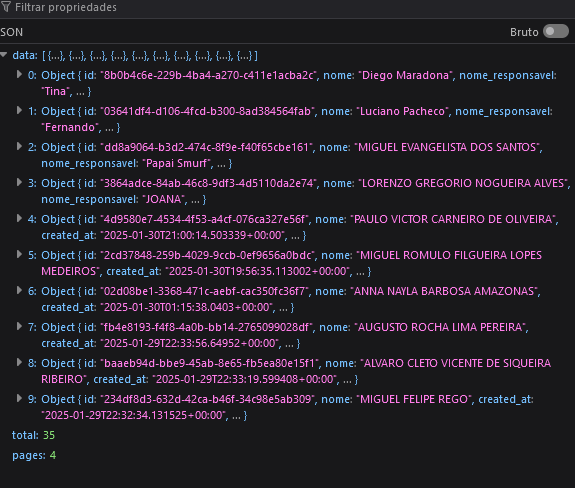 Filtrar propriedades
SON Bruto
data: [ {…}, {…}, {…}, {…}, {…}, {…}, {…}, {…}, {…}, {…} ]
0: Object { id: "8b0b4c6e-229b-4ba4-a270-c411e1acba2c", nome: "Diego Maradona", nome_responsavel:
"Tina", … }
1: Object { id: "03641df4-d106-4fcd-b300-8ad384564fab", nome: "Luciano Pacheco", nome_responsavel:
"Fernando", … }
2: Object { id: "dd8a9064-b3d2-474c-8f9e-f40f65cbe161", nome: "MIGUEL EVANGELISTA DOS SANTOS",
nome_responsavel: "Papai Smurf", … }
3: Object { id: "3864adce-84ab-46c8-9df3-4d5110da2e74", nome: "LORENZO GREGORIO NOGUEIRA ALVES",
nome_responsavel: "JOANA", … }
4: Object { id: "4d9580e7-4534-4f53-a4cf-076ca327e56f", nome: "PAULO VICTOR CARNEIRO DE OLIVEIRA",
created_at: "2025-01-30T21:00:14.503339+00:00", … }
5: Object { id: "2cd37848-259b-4029-9ccb-0ef9656a0bdc", nome: "MIGUEL ROMULO FILGUEIRA LOPES
MEDEIROS", created_at: "2025-01-30T19:56:35.113002+00:00", … }
6: Object { id: "02d08be1-3368-471c-aebf-cac350fc36f7", nome: "ANNA NAYLA BARBOSA AMAZONAS",
created_at: "2025-01-30T01:15:38.0403+00:00", … }
7: Object { id: "fb4e8193-f4f8-4a0b-bb14-2765099028df", nome: "AUGUSTO ROCHA LIMA PEREIRA",
created_at: "2025-01-29T22:33:56.64952+00:00", … }
8: Object { id: "baaeb94d-bbe9-45ab-8e65-fb5ea80e15f1", nome: "ALVARO CLETO VICENTE DE SIQUEIRA
RIBEIRO", created_at: "2025-01-29T22:33:19.599408+00:00", … }
9: Object { id: "234df8d3-632d-42ca-b46f-34c98e5ab309", nome: "MIGUEL FELIPE REGO", created_at:
"2025-01-29T22:32:34.131525+00:00", … }
total: 35
pages: 4